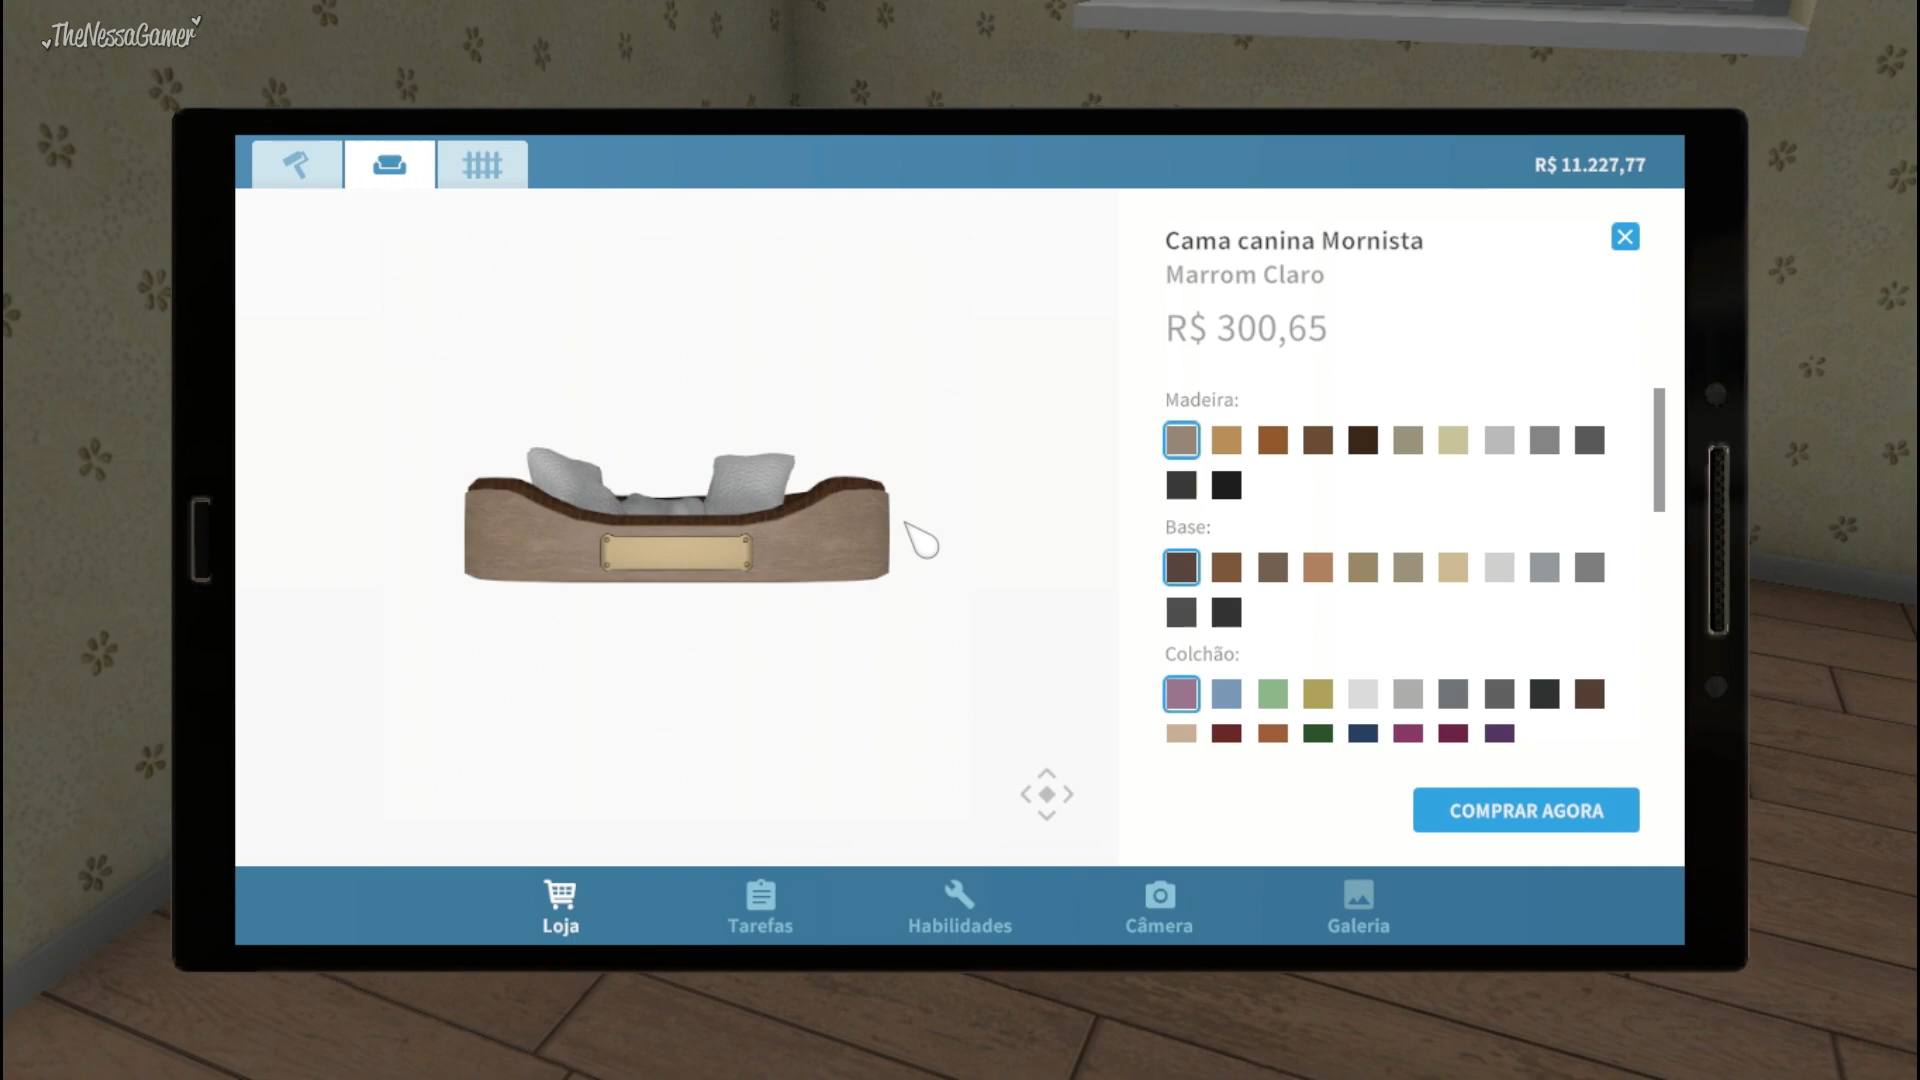 TheNessaGamer
R$ 11.227,77
Cama canina Mornista
Marrom Claro
R$ 300,65
Madeira:
Base:
Colchão:
COMPRAR AGORA
Loja
Tarefas
Habilidades
Câmera
Galeria